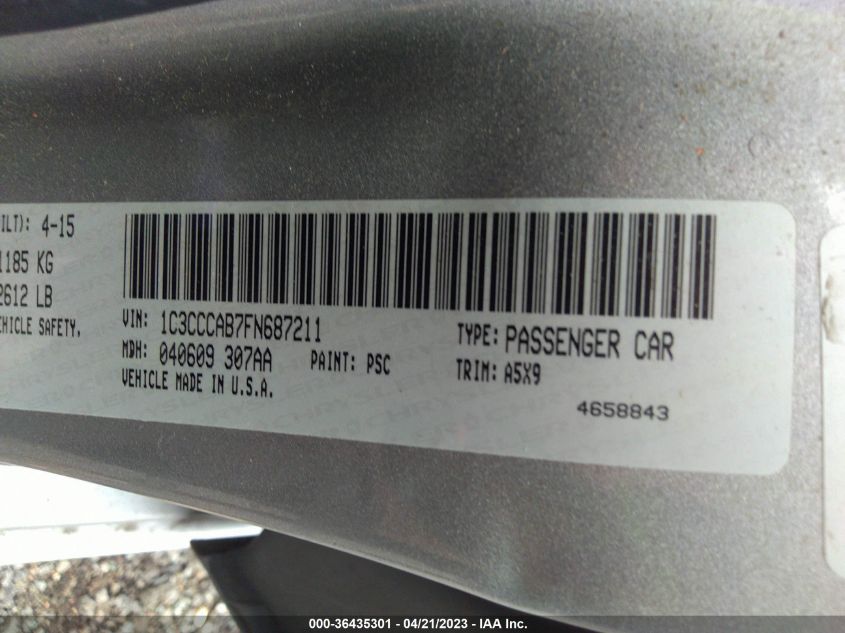 ILT): 4-15
1185 KG
2612 LB
EHICLE SAFETY.
VIN: 1C3CCCAB7FN687211
TYPE: PASSENGER CAR
MDH: 040609 307AA PAINT: PSC
TRIM: A5X9
VEHICLE MADE IN U.S.A.
4658843
000-36435301 - 04/21/2023 - IAA Inc.